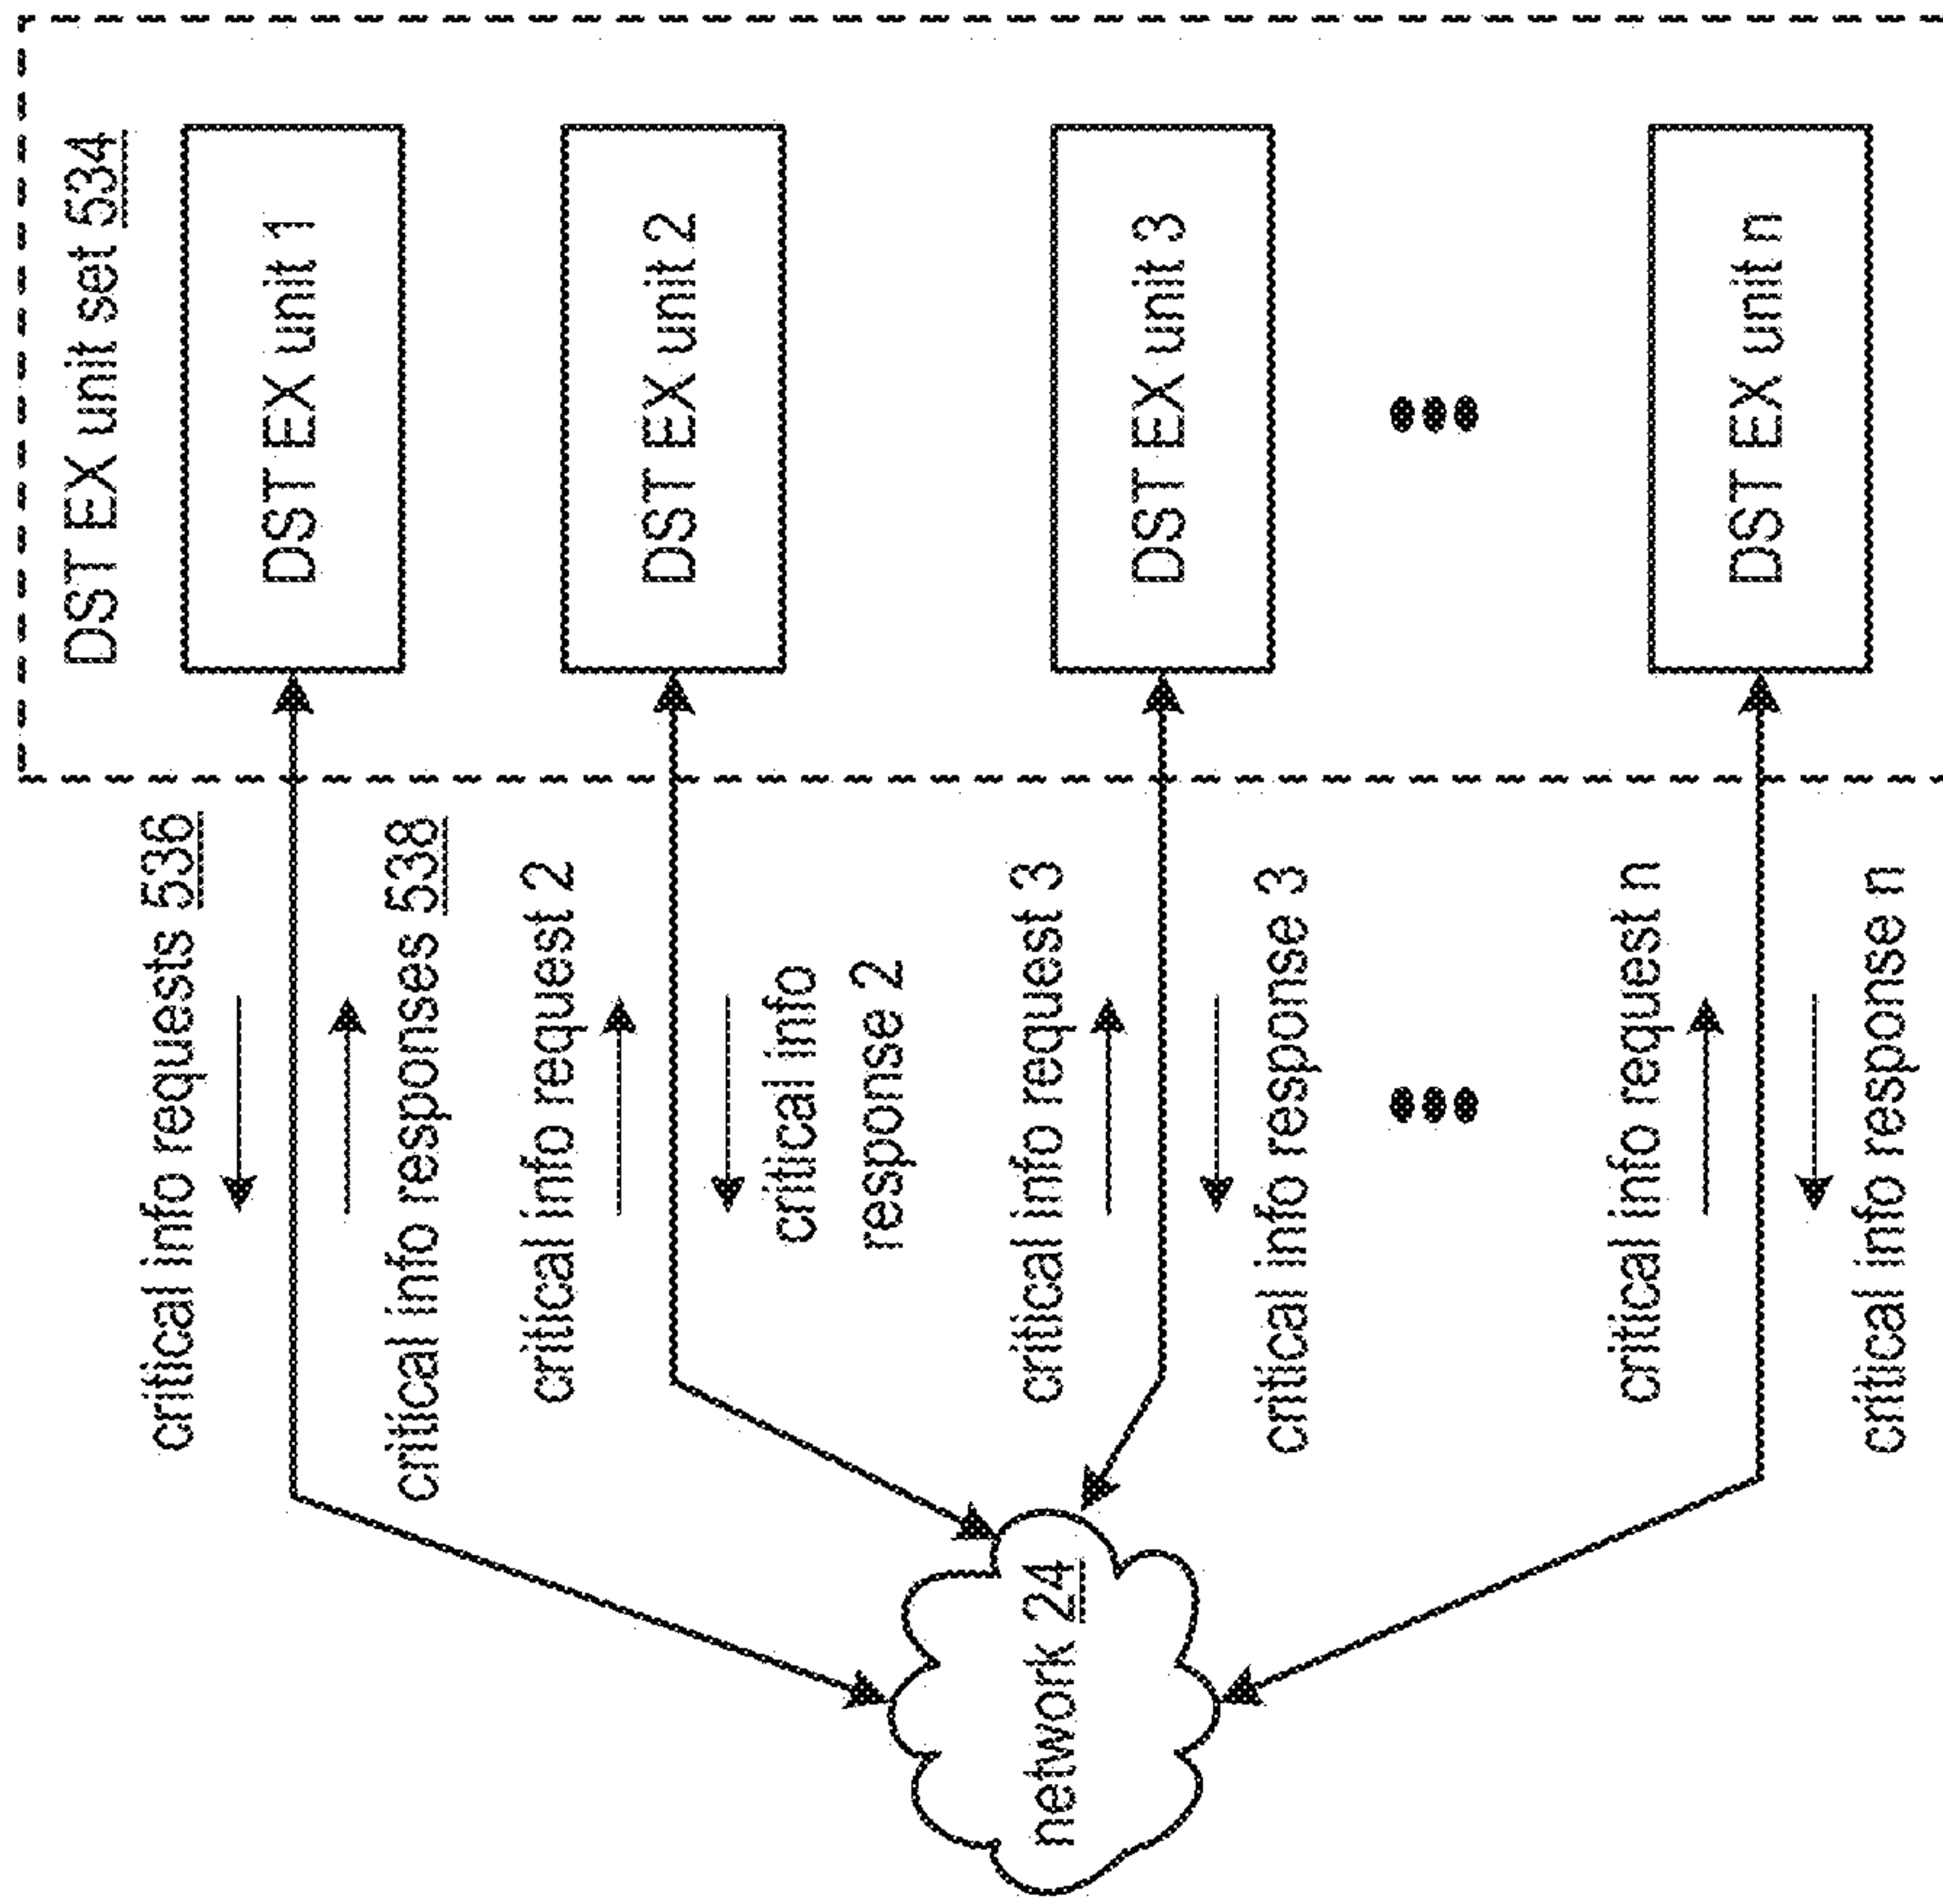 DST EX unit set 534
DST EX unit 1
critical info requests 536
critical info responses 538
DST EX unit 2
critical info request 2
critical info
response 2
DST EX unit 3
critical info request 3
critical info response 3
DST EX unit n
critical info request n
critical info response n
network 24